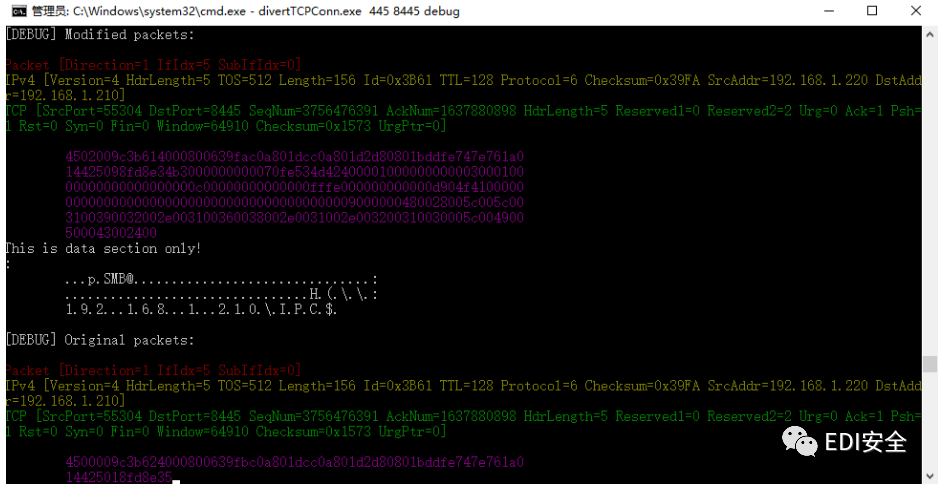 管理员: C:\Windows\system32\cmd.exe - divertTCPConn.exe 445 8445 debug
[DEBUG] Modified packets:
Packet [Direction=1 IfIdx=5 SubIfIdx=0]
IPv4 [Version=4 HdrLength=5 TOS=512 Length=156 Id=0x3B61 TTL=128 Protocol=6 Checksum=0x39FA SrcAddr=192.168.1.220 DstAdd
r=192.168.1.210]
TCP [SrcPort=55304 DstPort=8445 SeqNum=3756476391 AckNum=1637880898 HdrLength=5 Reserved1=0 Reserved2=2 Urg=0 Ack=1 Psh=
1 Rst=0 Syn=0 Fin=0 Window=64910 Checksum=0x1573 UrgPtr=0]
4502009c3b614000800639fac0a801dcc0a801d2d80801bddfe747e761a0
14425098fd8e34b3000000000070fe534d42400001000000000003000100
00000000000000000c00000000000000fffe000000000000d904f4100000
000000000000000000000000000000000000090000000480028005c005c00
3100390032002e003100360038002e0031002e003200310030005c004900
500043002400
This is data section only!
:
...p.SMB@...............................:
................................H.(.\.\.:
1.9.2...1.6.8...1...2.1.0.\.I.P.C.$.
[DEBUG] Original packets:
Packet [Direction=1 IfIdx=5 SubIfIdx=0]
IPv4 [Version=4 HdrLength=5 TOS=512 Length=156 Id=0x3B61 TTL=128 Protocol=6 Checksum=0x39FA SrcAddr=192.168.1.220 DstAdd
r=192.168.1.210]
TCP [SrcPort=55304 DstPort=8445 SeqNum=3756476391 AckNum=1637880898 HdrLength=5 Reserved1=0 Reserved2=2 Urg=0 Ack=1 Psh=
1 Rst=0 Syn=0 Fin=0 Window=64910 Checksum=0x1573 UrgPtr=0]
EDI安全
4500009c3b624000800639fbc0a801dcc0a801d2d80801bddfe747e761a0
14425018fd8e35